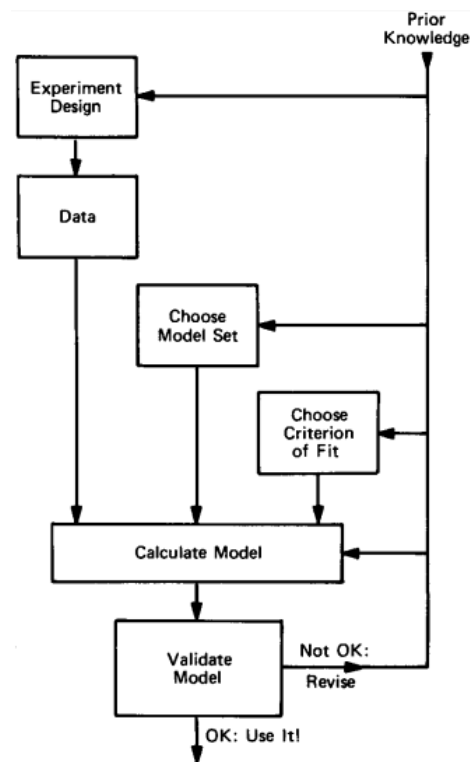 Prior
Knowledge
Experiment
Design
Data
Choose
Model Set
Choose
Criterion
of Fit
Calculate Model
Validate
Model
Not OK:
Revise
OK: Use It!